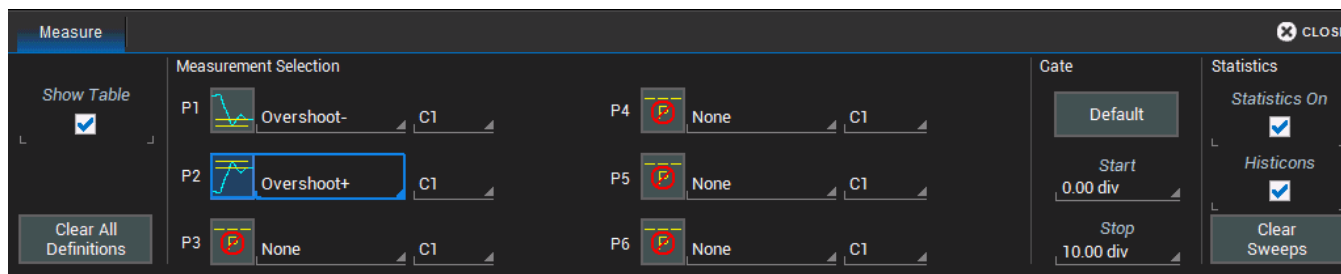 Measure
CLOSE
Show Table
Clear All
Definitions
Measurement Selection
P1 Overshoot- C1
P2 Overshoot+ C1
P3 P None C1
P4 P None C1
P5 P None C1
P6 P None C1
Gate
Default
Start
0.00 div
Stop
10.00 div
Statistics
Statistics On
Histicons
Clear
Sweeps